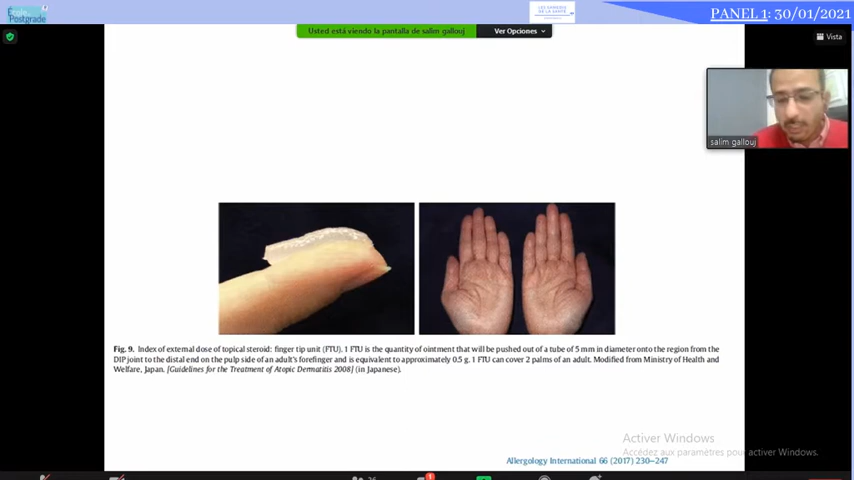 École
Postgrade
LES GARDIENS
DE LA SANTÉ
PANEL 1: 30/01/2021
Usted está viendo la pantalla de salim gallouj
Ver Opciones
Vista
salim gallouj
Fig. 9. Index of external dose of topical steroid: finger tip unit (FTU). 1 FTU is the quantity of ointment that will be pushed out of a tube of 5 mm in diameter onto the region from the
DIP joint to the distal end on the pulp side of an adult's forefinger and is equivalent to approximately 0.5 g. 1 FTU can cover 2 palms of an adult. Modified from Ministry of Health and
Welfare, Japan. [Guidelines for the Treatment of Atopic Dermatitis 2008] (in Japanese).
Activer Windows
Accédez aux paramètres pour activer Windows.
Allergology International 66 (2017) 230–247